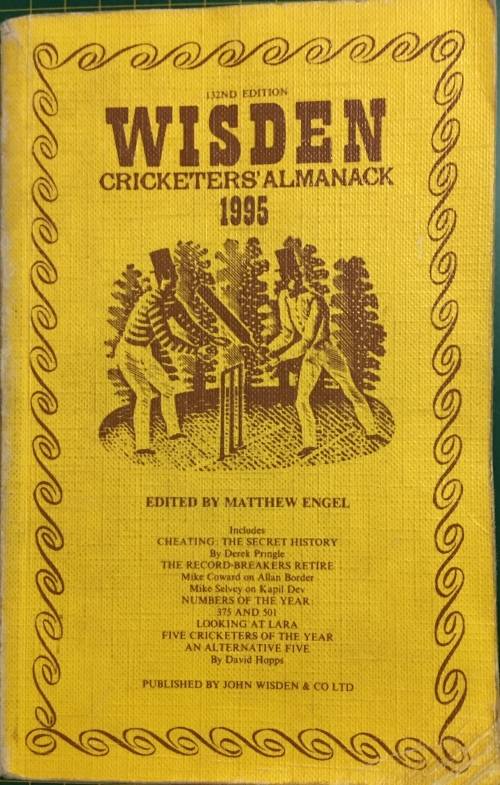 132ND EDITION
WISDEN
CRICKETERS' ALMANACK
1995
EDITED BY MATTHEW ENGEL
Includes
CHEATING: THE SECRET HISTORY
By Derek Pringle
THE RECORD-BREAKERS RETIRE
Mike Coward on Allan Border
Mike Selvey on Kapil Dev
NUMBERS OF THE YEAR:
375 AND 501
LOOKING AT LARA
FIVE CRICKETERS OF THE YEAR
AN ALTERNATIVE FIVE
By David Hopps
PUBLISHED BY JOHN WISDEN & CO LTD